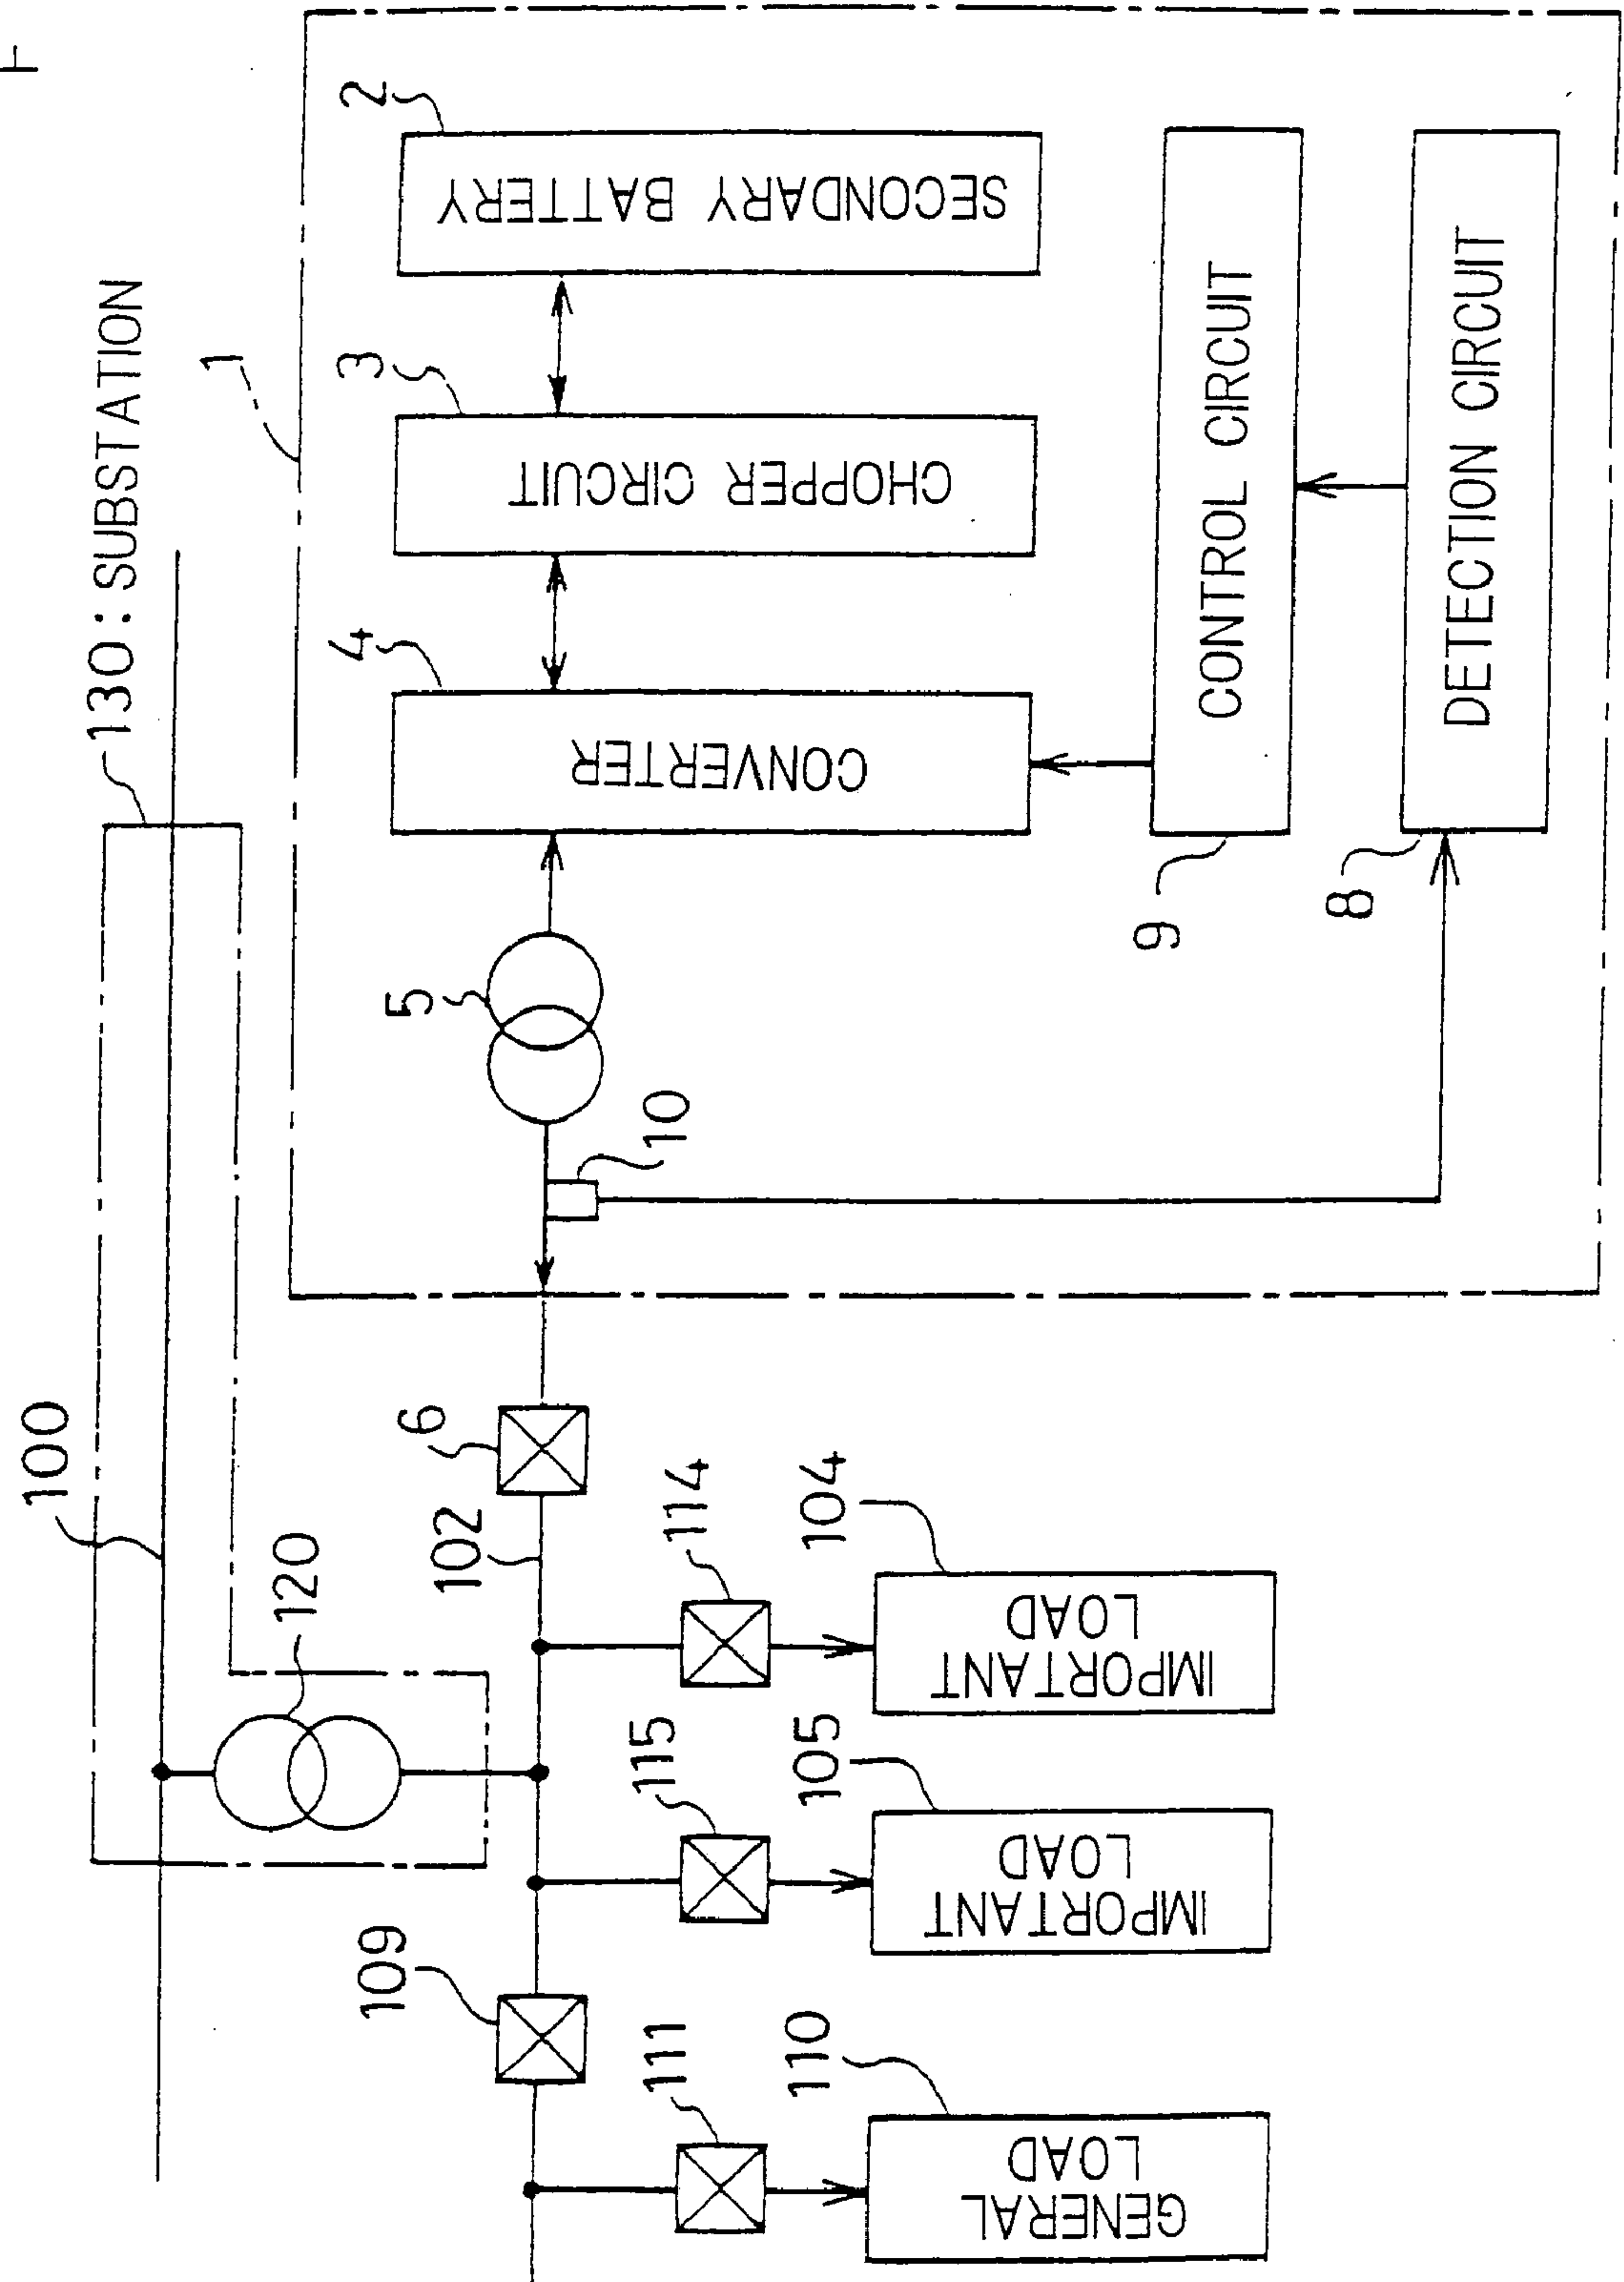 130: SUBSTATION
1
2
SECONDARY BATTERY
3
CHOPPER CIRCUIT
4
CONVERTER
5
CONTROL CIRCUIT
9
DETECTION CIRCUIT
8
10
100
120
6
102
114
104
IMPORTANT
LOAD
115
105
IMPORTANT
LOAD
109
111
110
GENERAL
LOAD